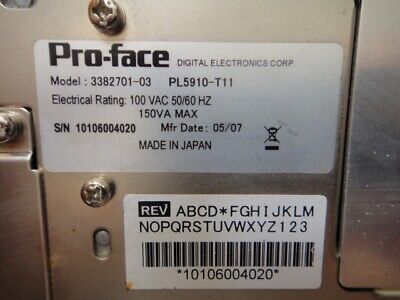 Pro-face DIGITAL ELECTRONICS CORP.
Model : 3382701-03 PL5910-T11
Electrical Rating: 100 VAC 50/60 HZ
150VA MAX
S/N 10106004020 Mfr Date: 05/07
MADE IN JAPAN
REV ABCD*FGHIJKLM
NOPQRSTUVWXYZ123
*10106004020*